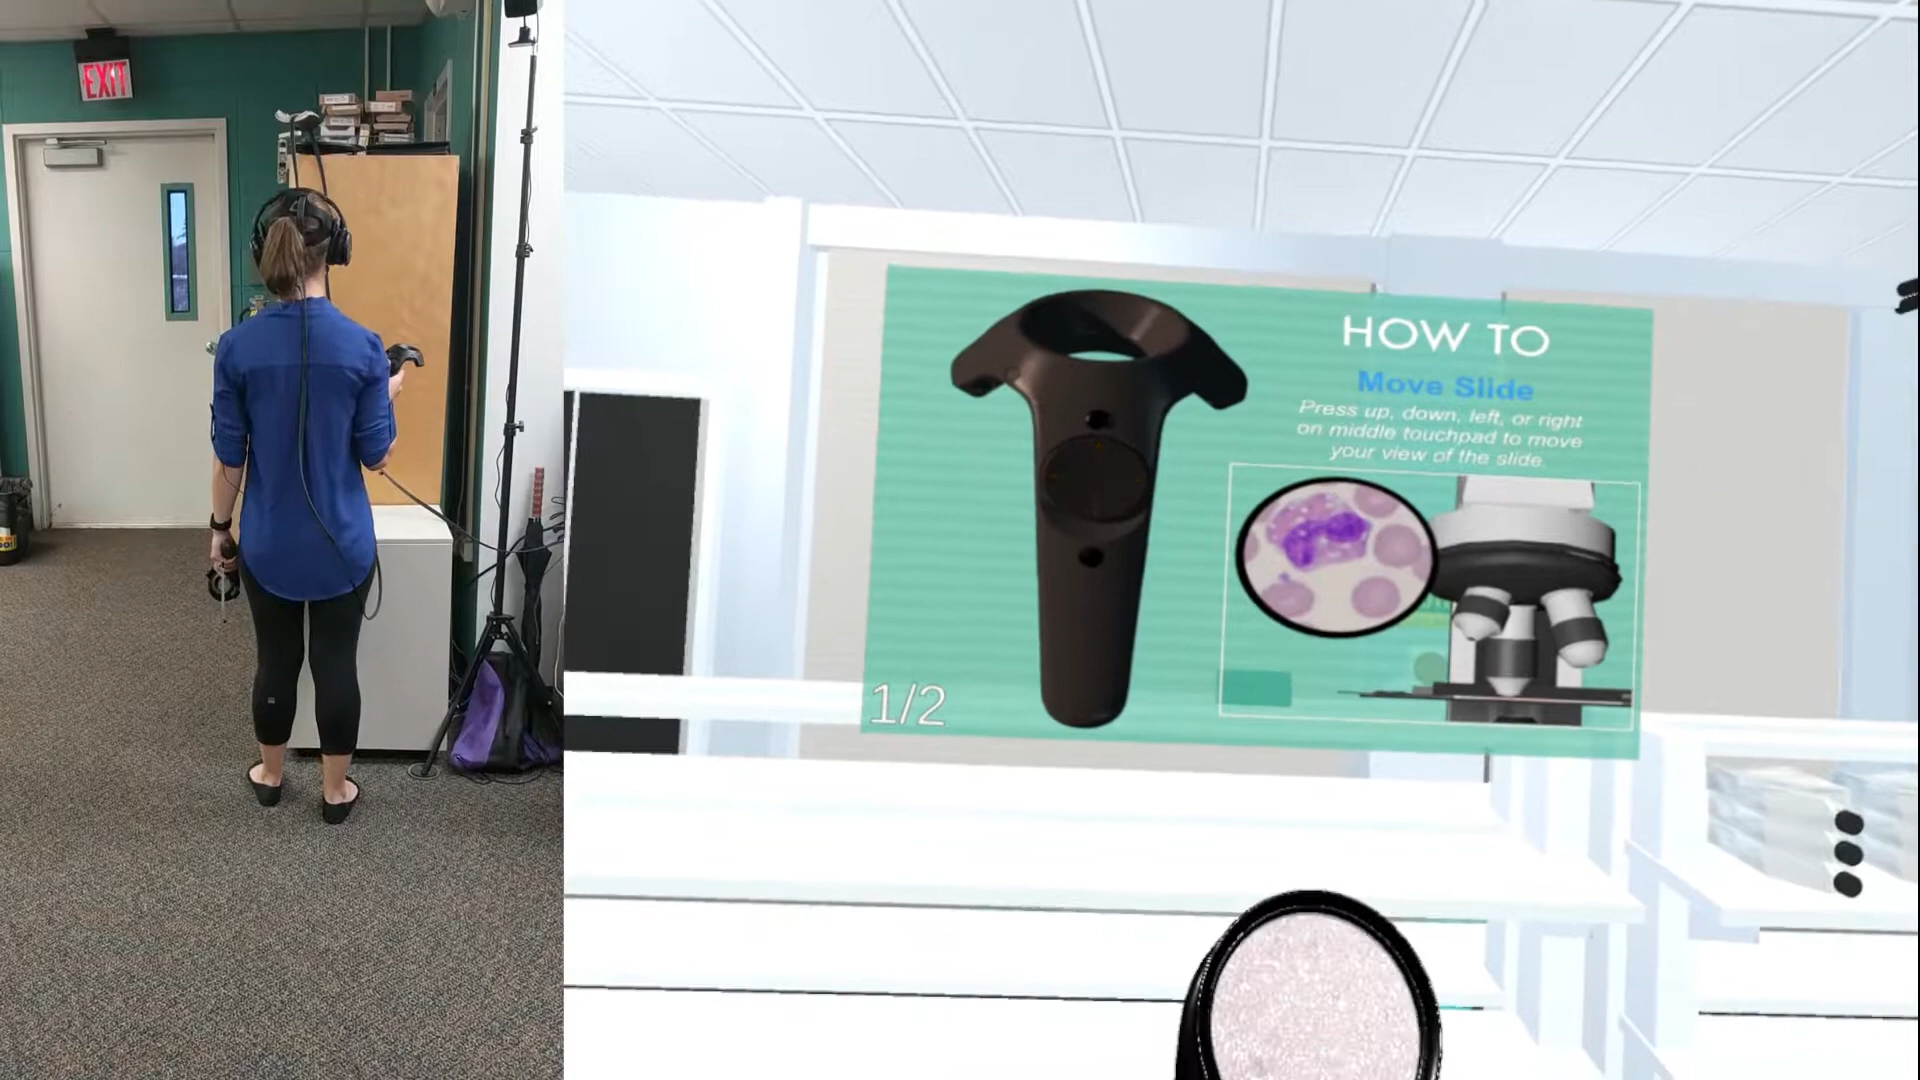 EXIT
HOW TO
Move Slide
Press up, down, left, or right
on middle touchpad to move
your view of the slide.
1/2